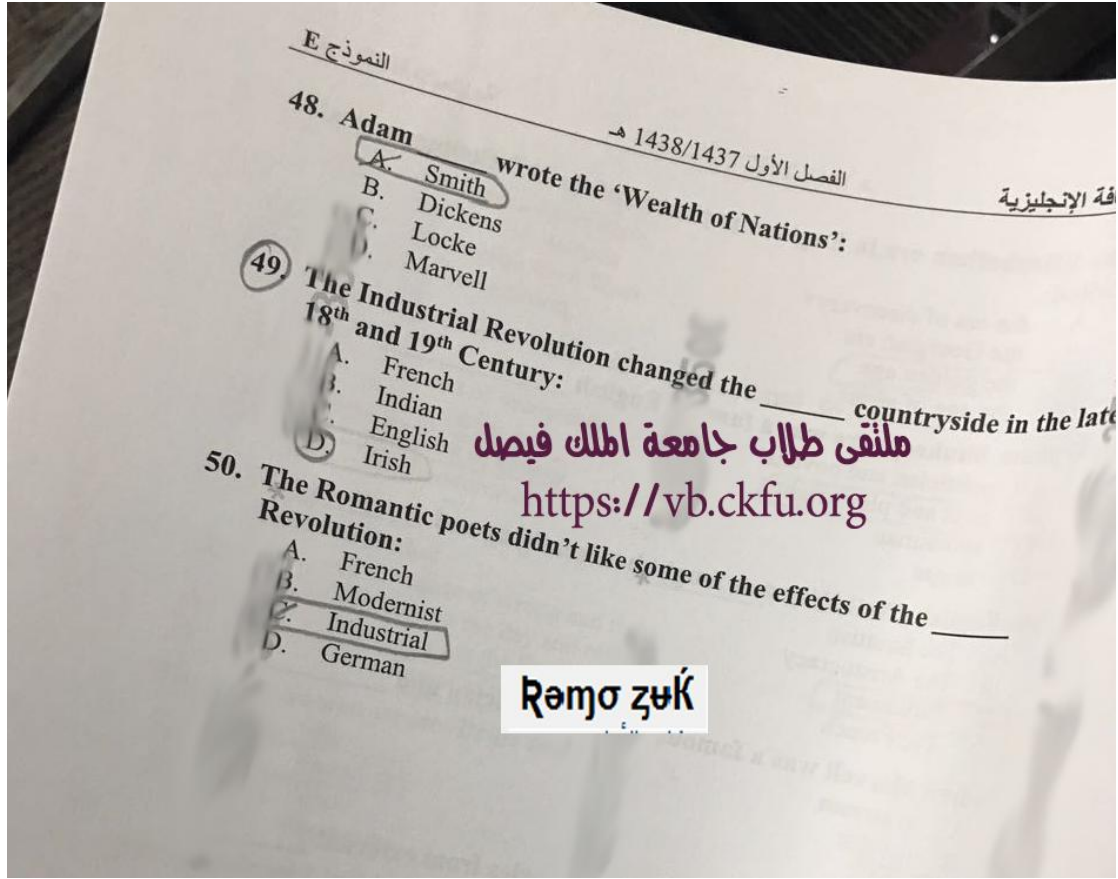 النموذج E
الفصل الأول 1438/1437 هـ
الإنجليزية
48. Adam ______ wrote the ‘Wealth of Nations’:
A. Smith
B. Dickens
C. Locke
D. Marvell
49. The Industrial Revolution changed the ______ countryside in the late
18th and 19th Century:
A. French
B. Indian
C. English
D. Irish
50. The Romantic poets didn’t like some of the effects of the ______
Revolution:
A. French
B. Modernist
C. Industrial
D. German
ملتقى طلاب جامعة الملك فيصل
https://vb.ckfu.org
Ʀəɱσ ʒʉḰ